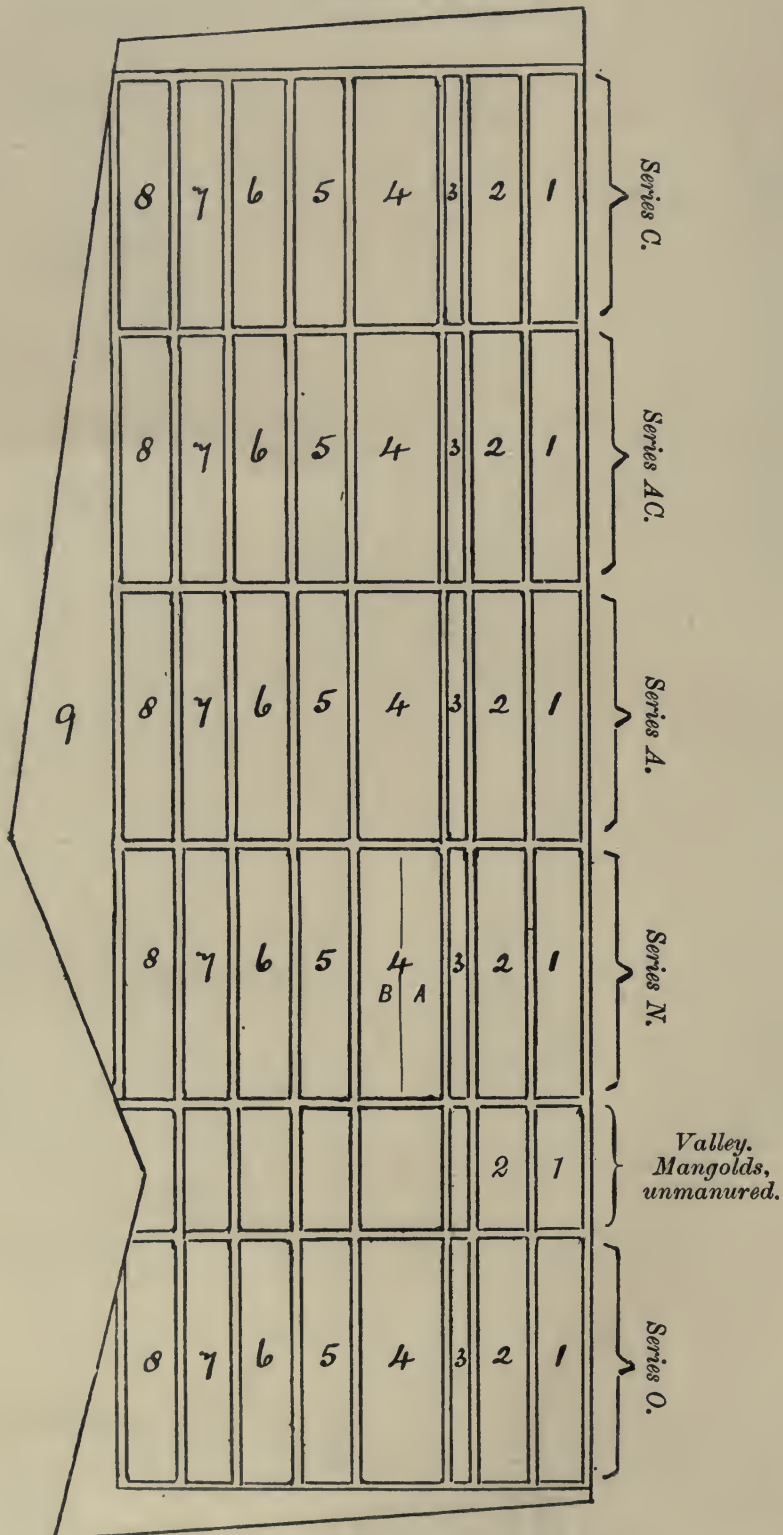 8 7 6 5 4 3 2 1
Series C.
8 7 6 5 4 3 2 1
Series AC.
9
8 7 6 5 4 3 2 1
Series A.
8 7 6 5 4 3 2 1
B A
Series N.
2 1
Valley.
Mangolds,
unmanured.
8 7 6 5 4 3 2 1
Series O.